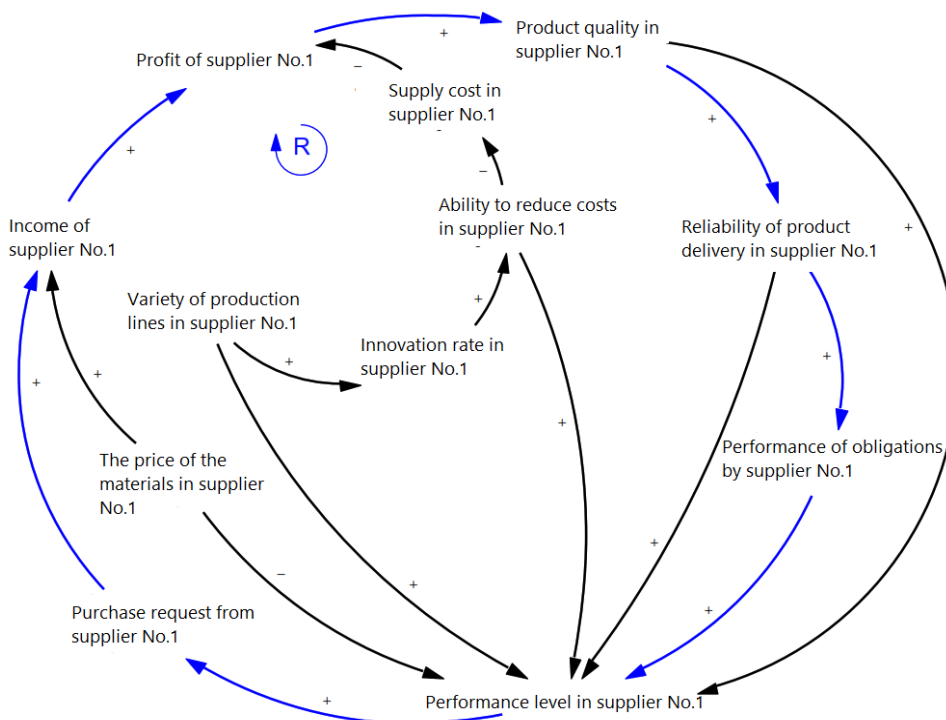 +
Product quality in
supplier No.1
Profit of supplier No.1
–
Supply cost in
supplier No.1
-
+
R
+
–
Ability to reduce costs
in supplier No.1
-
Reliability of product
delivery in supplier No.1
+
Income of
supplier No.1
Variety of production
lines in supplier No.1
+
Innovation rate in
supplier No.1
+
+
+
+
+
Performance of obligations
by supplier No.1
The price of the
materials in supplier
No.1
+
–
+
Purchase request from
supplier No.1
+
+
Performance level in supplier No.1